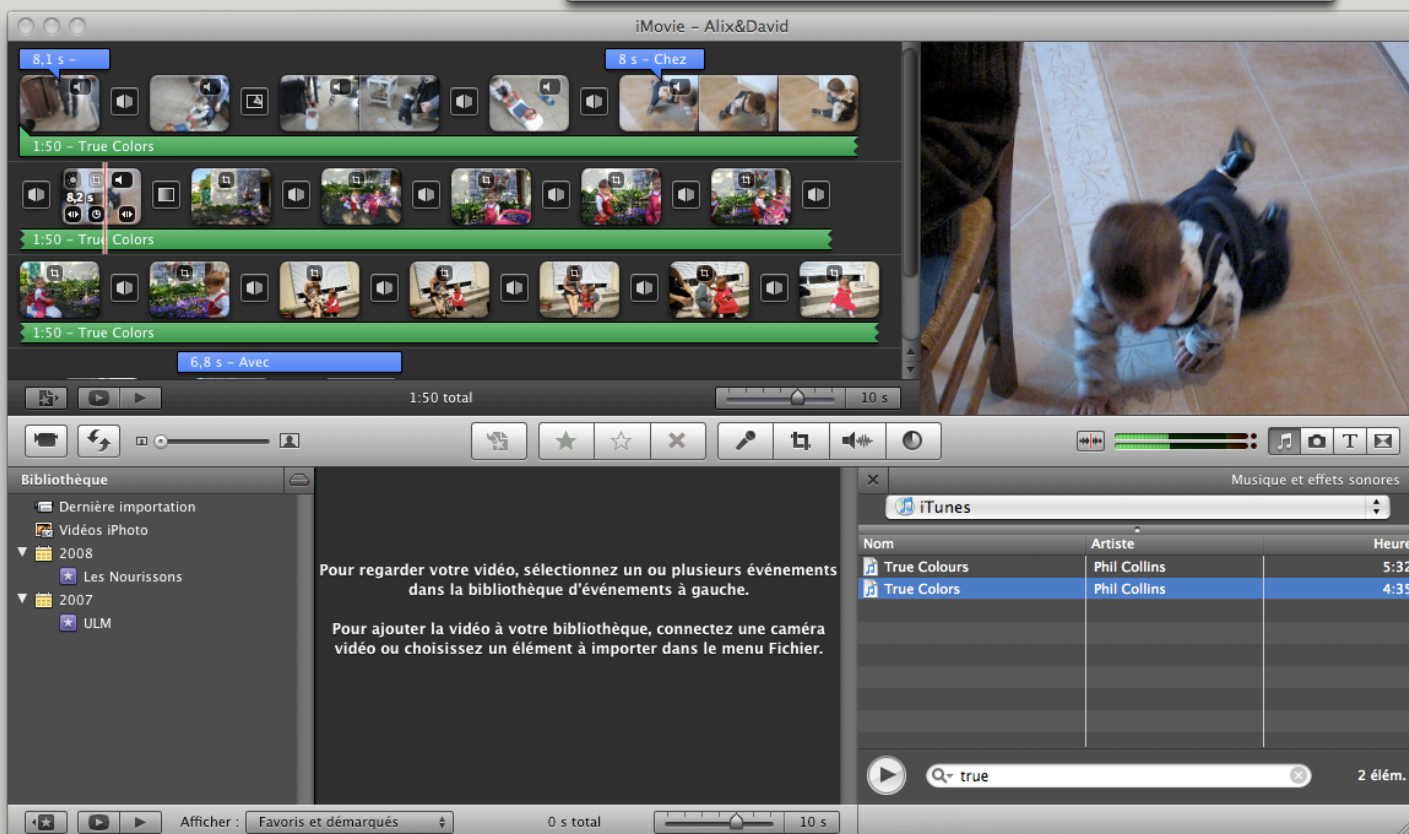 iMovie – Alix&David
8,1 s –
8 s – Chez
1:50 – True Colors
8,2 s
1:50 – True Colors
1:50 – True Colors
6,8 s – Avec
1:50 total
10 s
T
Bibliothèque
Dernière importation
Vidéos iPhoto
2008
Les Nourissons
2007
ULM
Pour regarder votre vidéo, sélectionnez un ou plusieurs événements
dans la bibliothèque d'événements à gauche.
Pour ajouter la vidéo à votre bibliothèque, connectez une caméra
vidéo ou choisissez un élément à importer dans le menu Fichier.
Musique et effets sonores
iTunes
Nom Artiste Heure
True Colours Phil Collins 5:32
True Colors Phil Collins 4:35
true
2 élém.
Afficher : Favoris et démarqués
0 s total
10 s